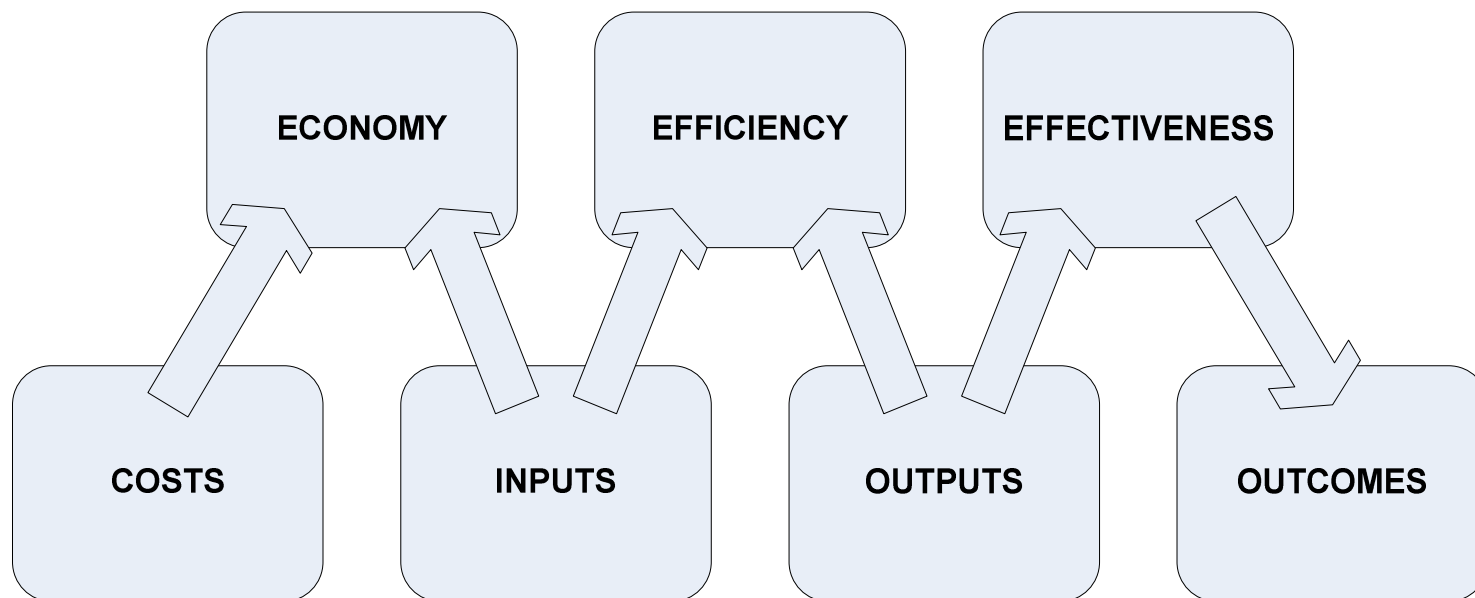 ECONOMY
EFFICIENCY
EFFECTIVENESS
COSTS
INPUTS
OUTPUTS
OUTCOMES